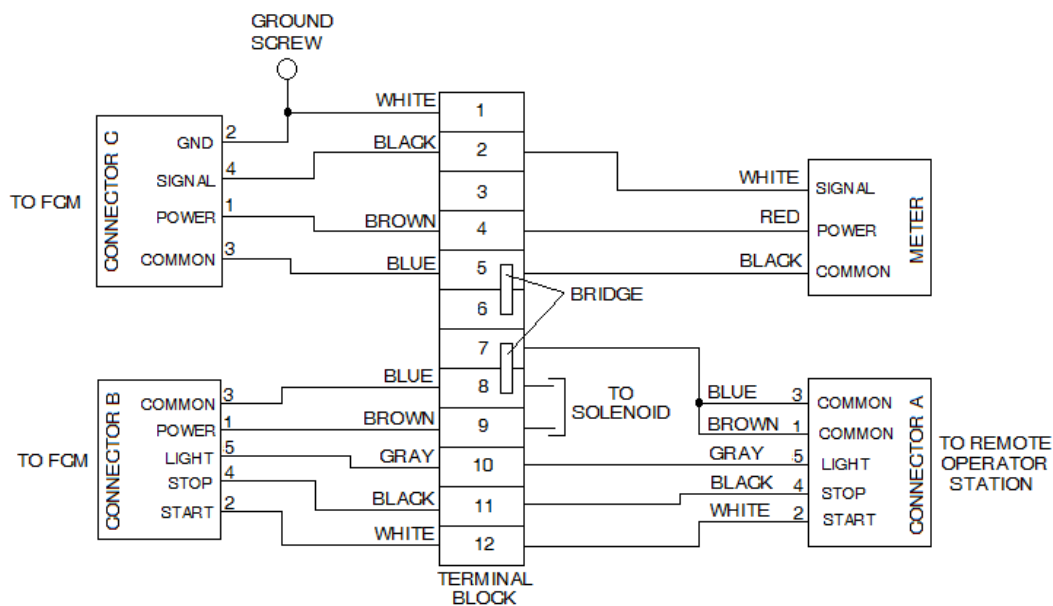 GROUND
SCREW
WHITE
1
GND
2
BLACK
2
CONNECTOR C
SIGNAL
4
3
WHITE
SIGNAL
TO FCM
POWER
1
BROWN
4
RED
POWER
METER
COMMON
3
BLUE
5
BLACK
COMMON
BRIDGE
6
7
BLUE
8
TO
SOLENOID
BLUE
3
COMMON
CONNECTOR B
COMMON
3
POWER
1
BROWN
9
BROWN
1
COMMON
TO FCM
LIGHT
5
GRAY
10
GRAY
5
LIGHT
CONNECTOR A
TO REMOTE
OPERATOR
STATION
STOP
4
BLACK
11
BLACK
4
STOP
START
2
WHITE
12
WHITE
2
START
TERMINAL
BLOCK